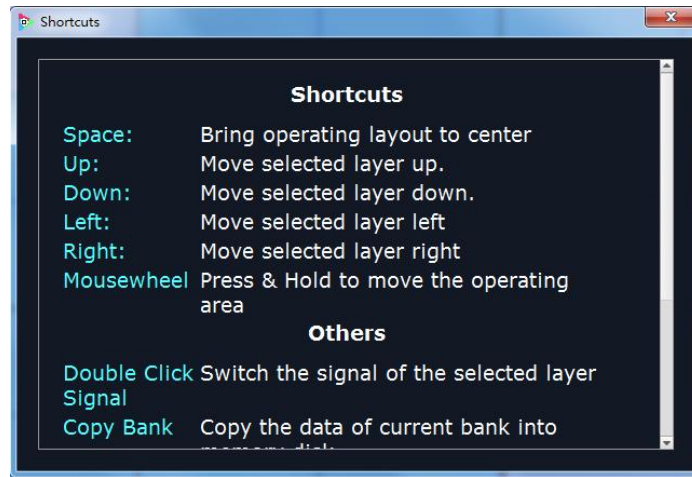 Shortcuts
Shortcuts
Space: Bring operating layout to center
Up: Move selected layer up.
Down: Move selected layer down.
Left: Move selected layer left
Right: Move selected layer right
Mousewheel Press & Hold to move the operating
area
Others
Double Click Switch the signal of the selected layer
Signal
Copy Bank Copy the data of current bank into
memory disk